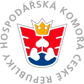 HOSPODÁŘSKÁ KOMORA
ČESKÉ REPUBLIKY